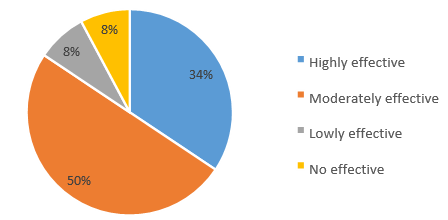 8%
8%
34%
50%
Highly effective
Moderately effective
Lowly effective
No effective